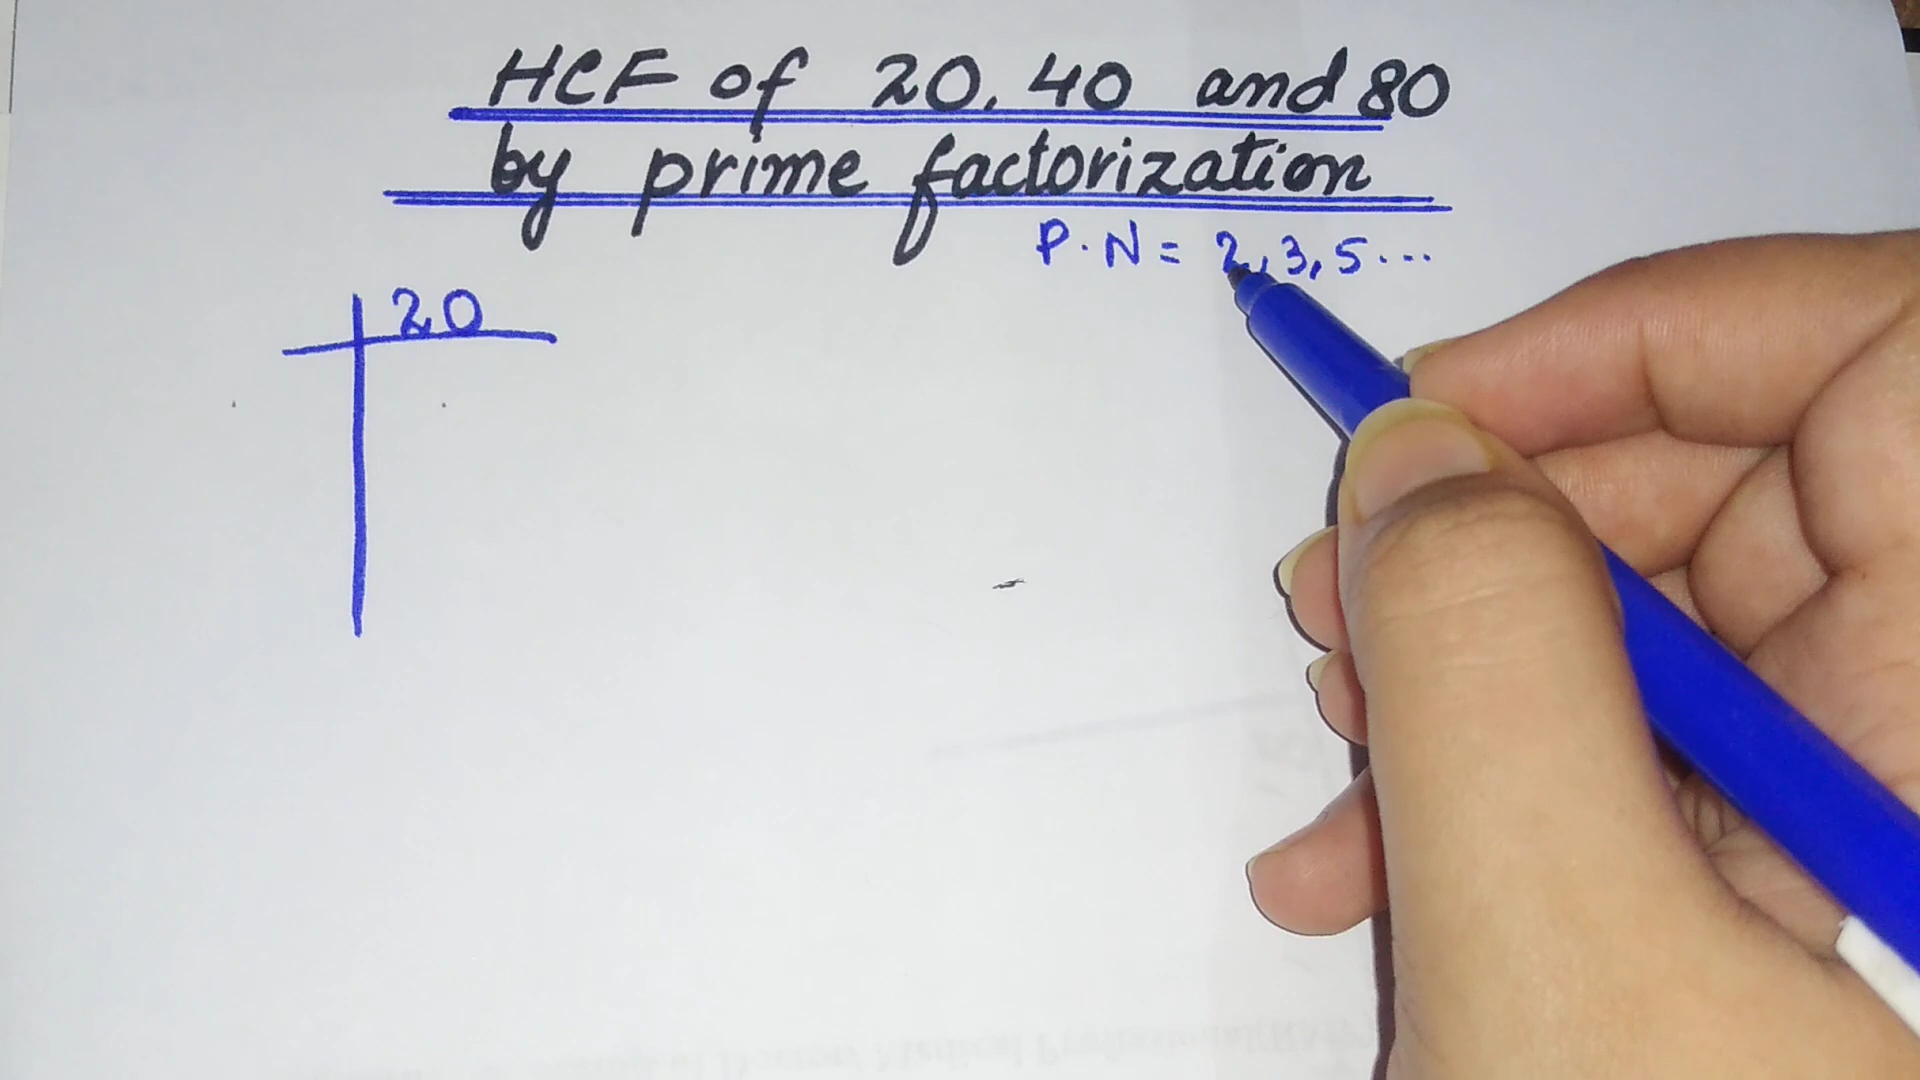 HCF of 20, 40 and 80
by prime factorization
P.N = 2, 3, 5 ...
20